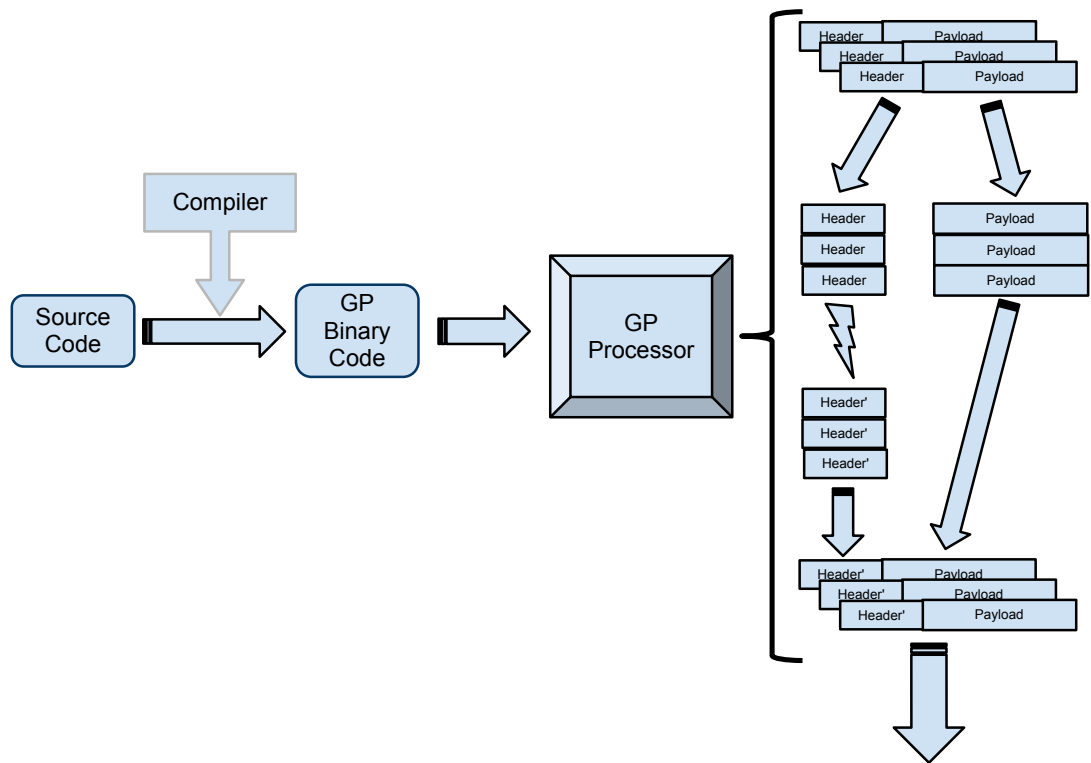 Header Payload
Header Payload
Header Payload
Compiler
Header
Header
Header
Payload
Payload
Payload
Source
Code
GP
Binary
Code
GP
Processor
Header'
Header'
Header'
Header' Payload
Header' Payload
Header' Payload